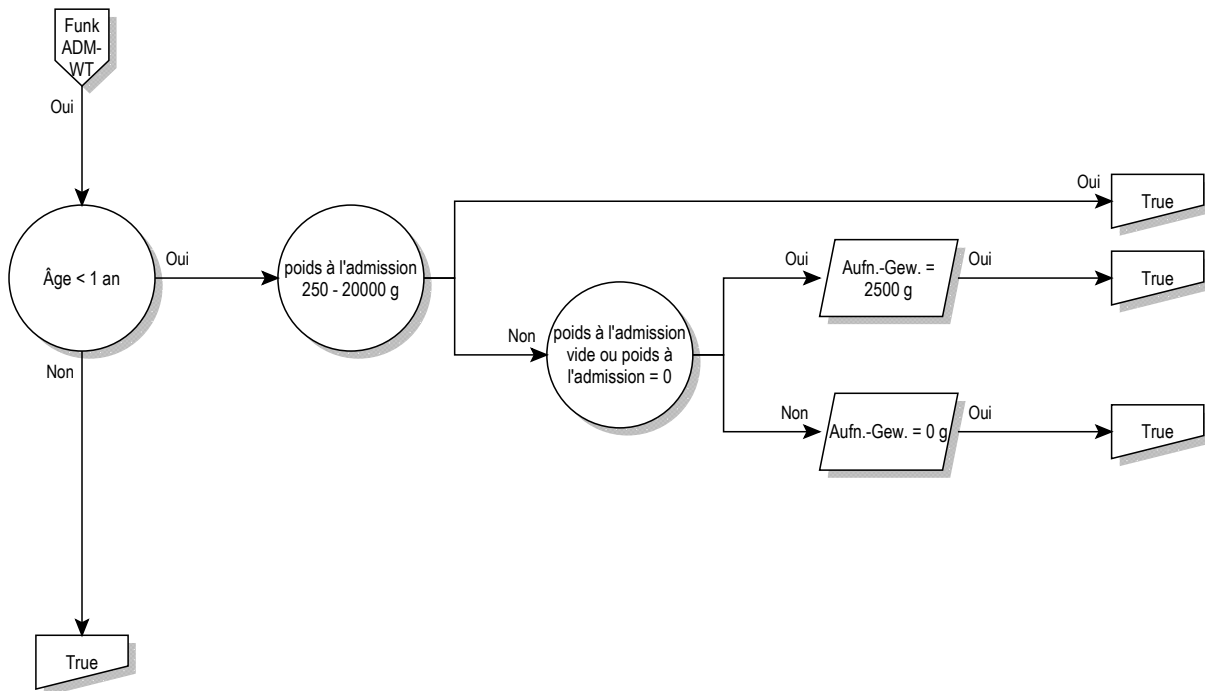 Funk
ADM-
WT
Oui
Âge < 1 an
Oui
Non
True
poids à l'admission
250 - 20000 g
Oui
True
Non
poids à l'admission
vide ou poids à
l'admission = 0
Oui
Aufn.-Gew. =
2500 g
Oui
True
Non
Aufn.-Gew. = 0 g
Oui
True